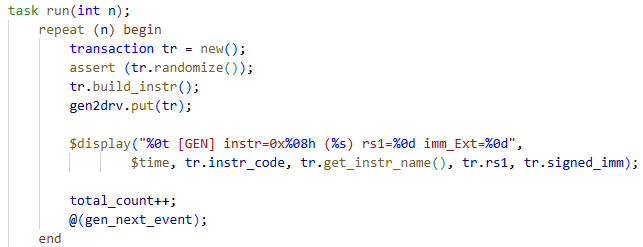 task run(int n);
    repeat (n) begin
        transaction tr = new();
        assert (tr.randomize());
        tr.build_instr();
        gen2drv.put(tr);

        $display("%0t [GEN] instr=0x%08h (%s) rs1=%0d imm_Ext=%0d",
                $time, tr.instr_code, tr.get_instr_name(), tr.rs1, tr.signed_imm);

        total_count++;
        @(gen_next_event);
    end